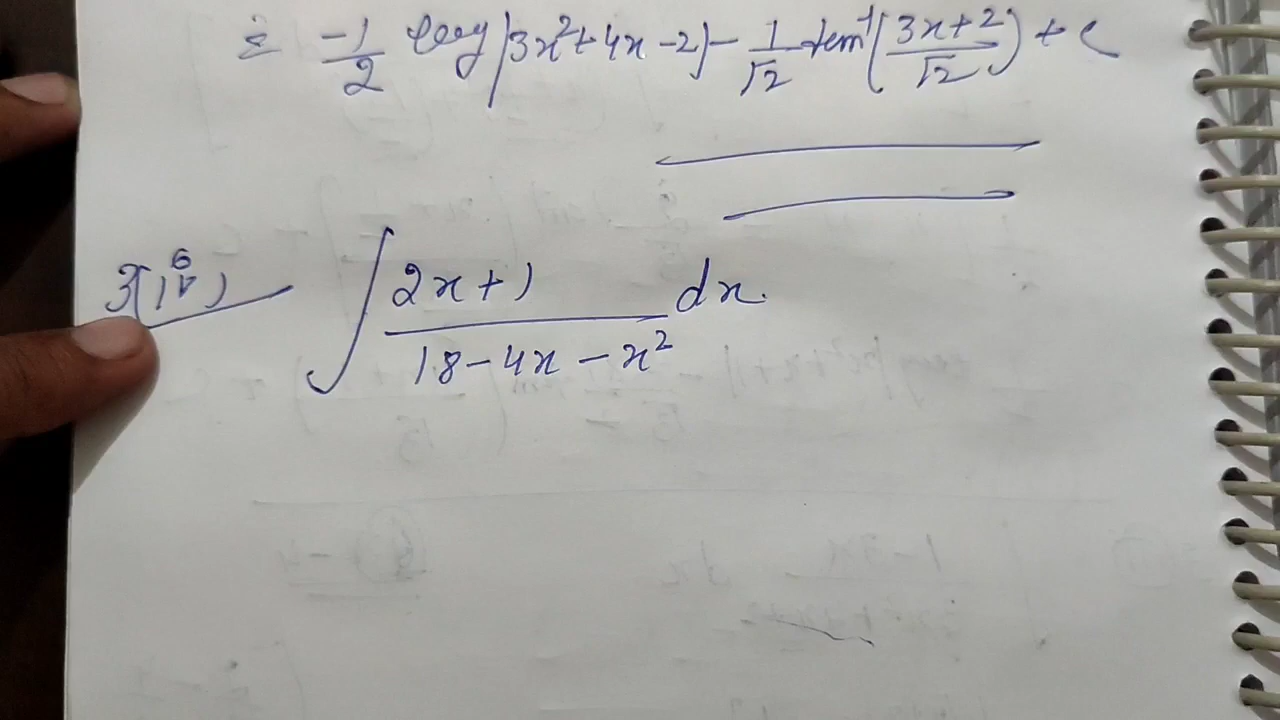 = -1/2 log|3x²+4x-2| - 1/√2 tan⁻¹(3x+2/√2) + c
∫ 2x+1 / 18-4x-x² dx.